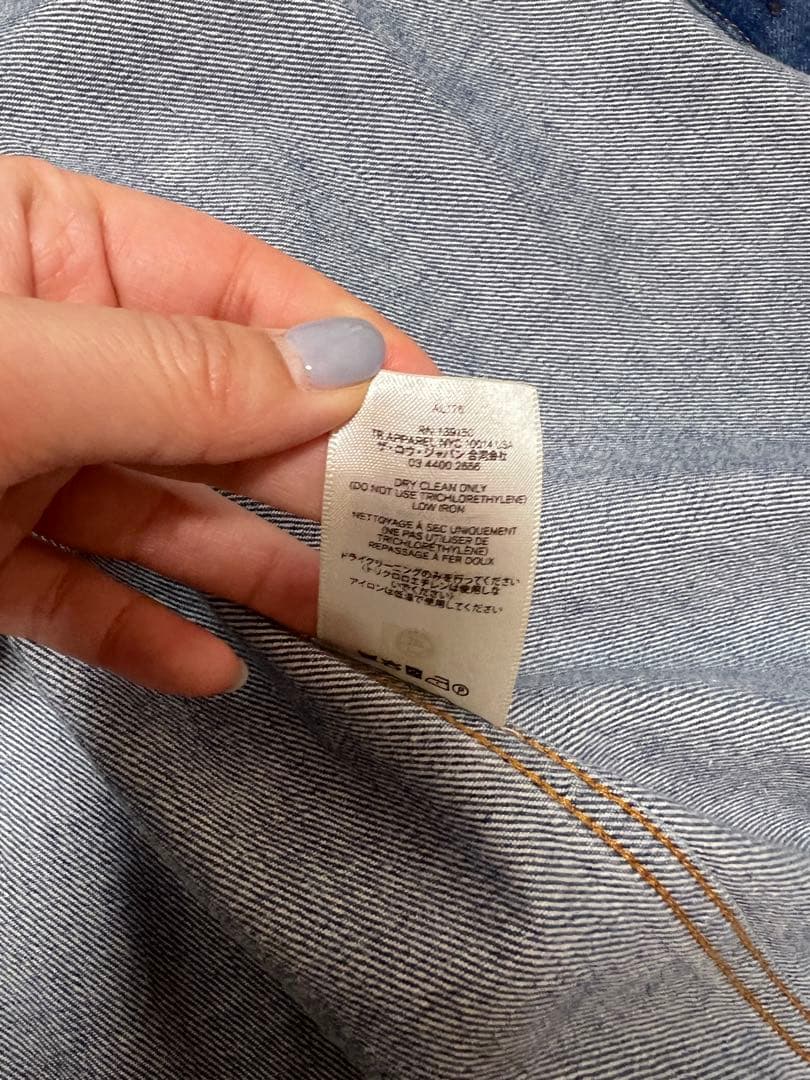 RN 139150
TR APPAREL NYC 10014 USA
ザ・ロウ・ジャパン 合同会社
03 4400 2656
DRY CLEAN ONLY
(DO NOT USE TRICHLORETHYLENE)
LOW IRON
NETTOYAGE À SEC UNIQUEMENT
(NE PAS UTILISER DE
TRICHLORÉTHYLÈNE)
REPASSAGE À FER DOUX
ドライクリーニングのみを行ってください
(トリクロロエチレンは使用しな
いでください)
アイロンは低温で使用してください